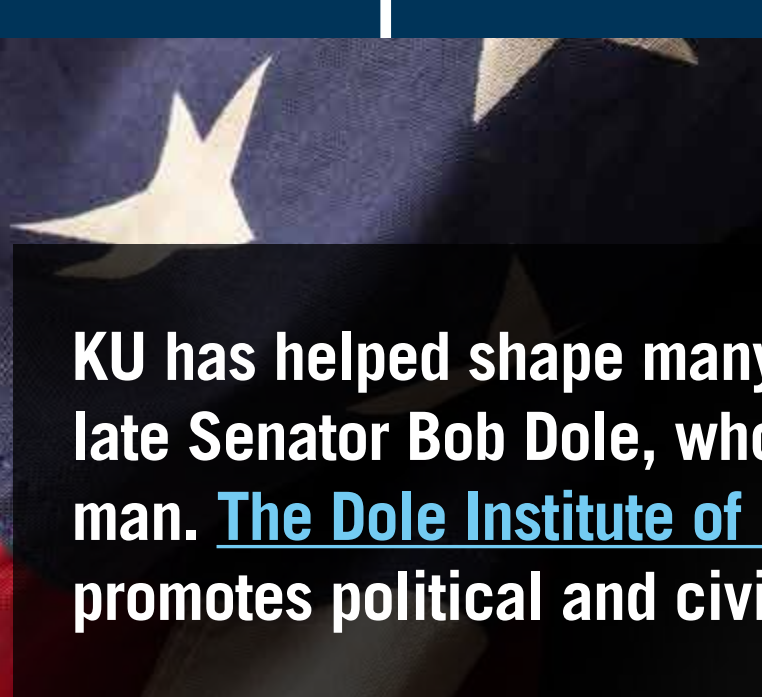 KU has helped shape many
late Senator Bob Dole, who
man. The Dole Institute of
promotes political and civi